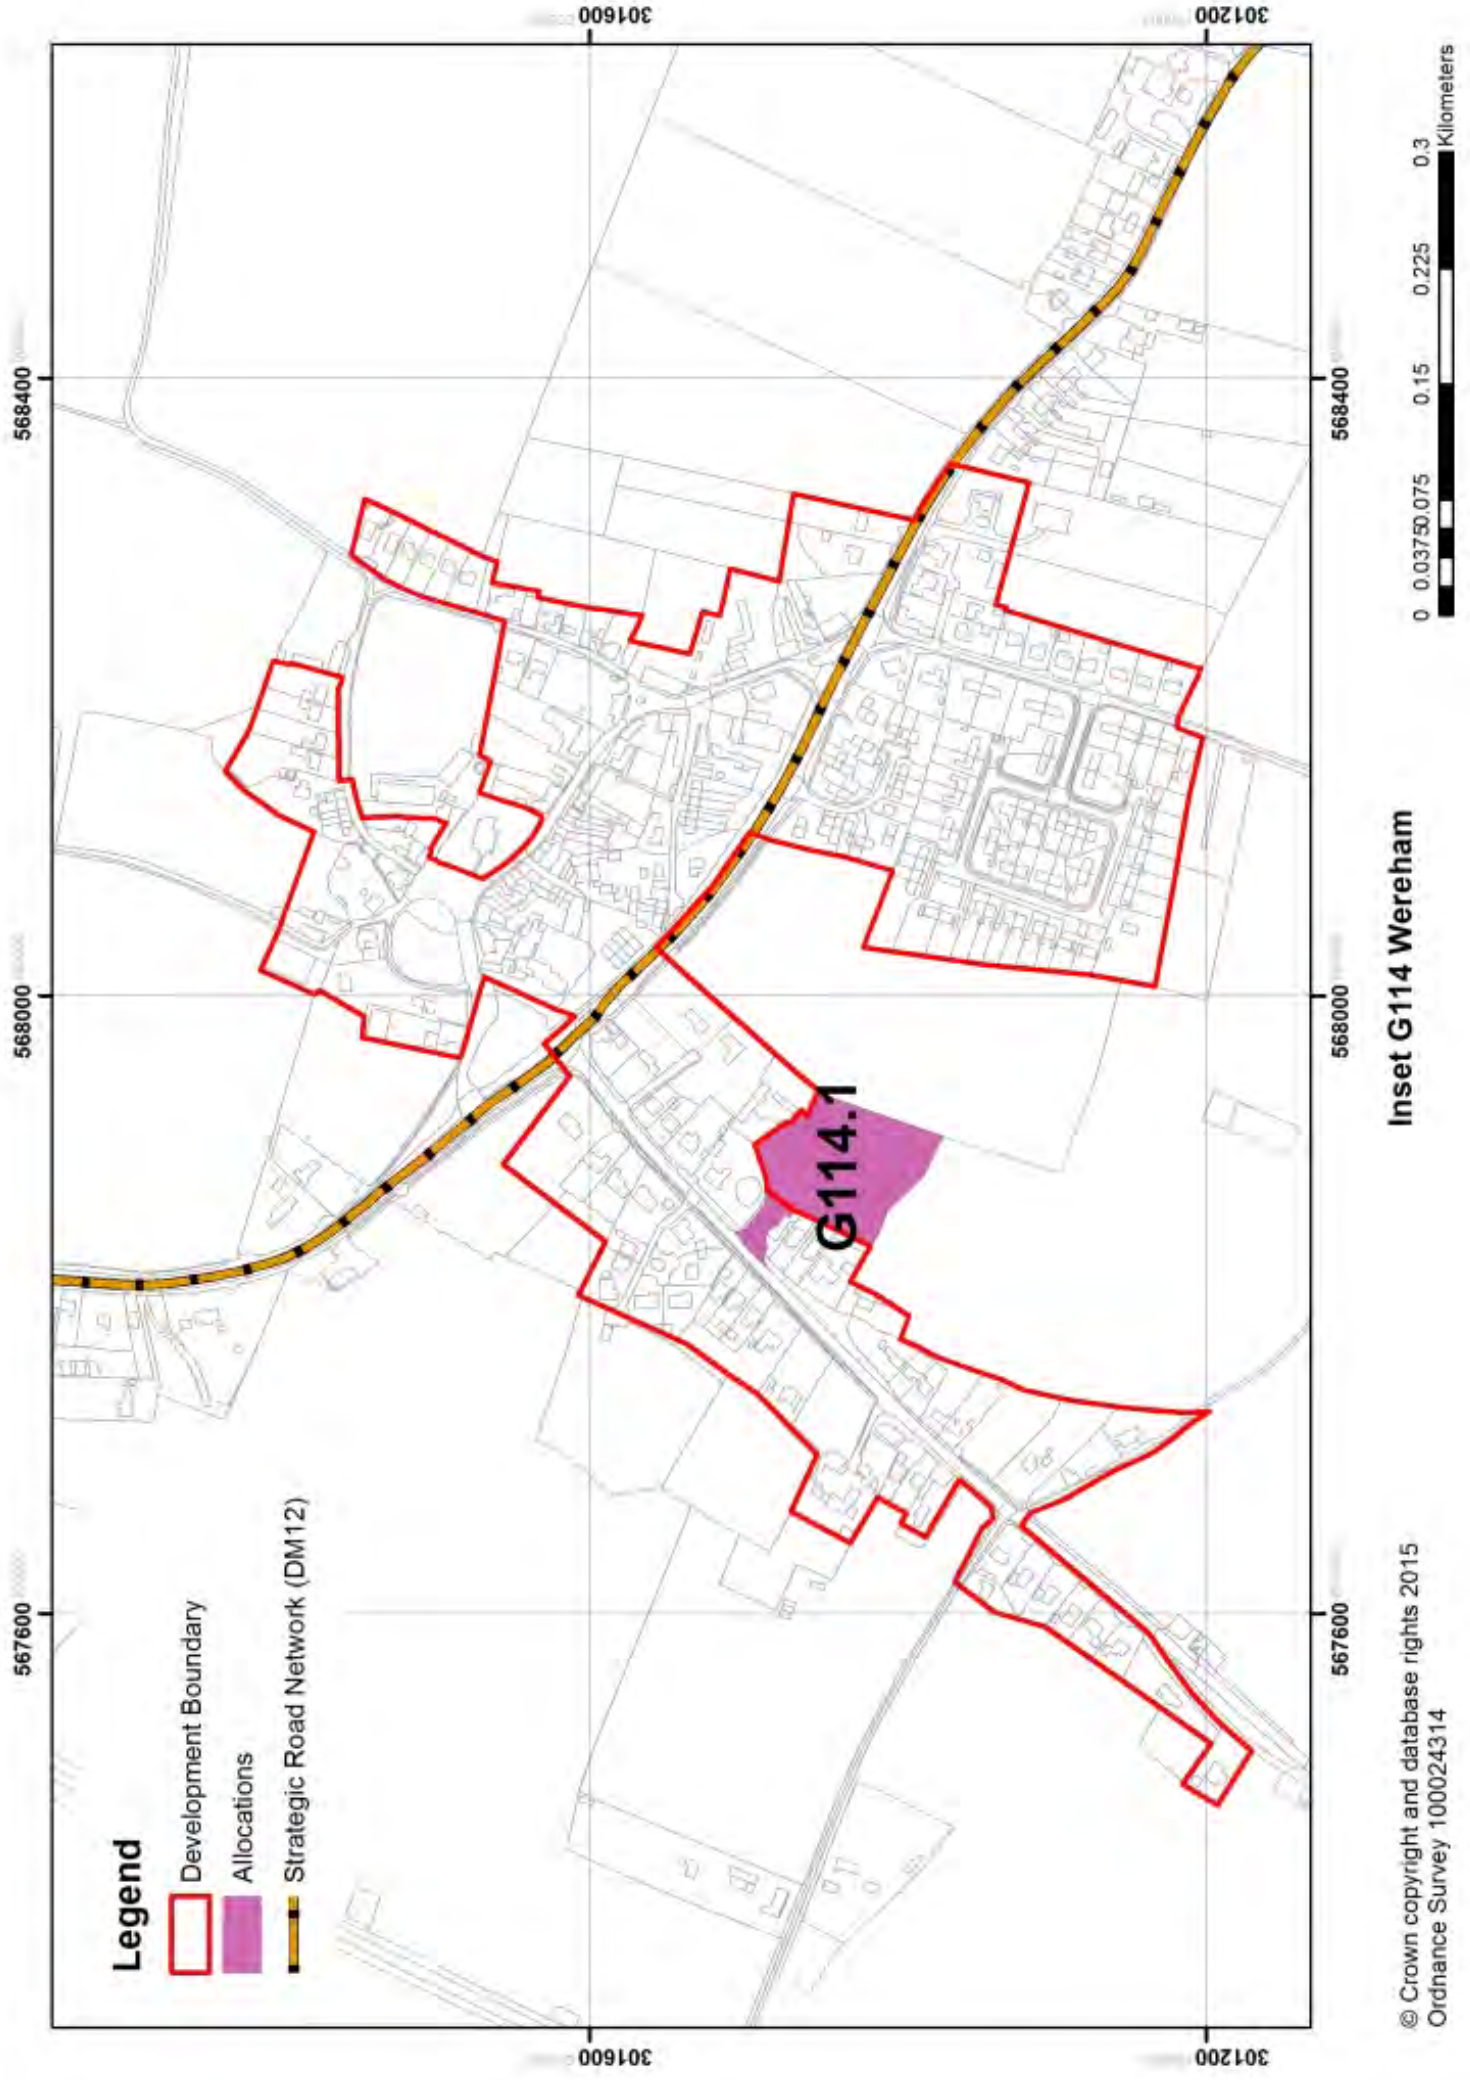 567600
568000
568400
301600
301600
301200
301200
Legend
Development Boundary
Allocations
Strategic Road Network (DM12)
G114.1
567600
568000
568400
Inset G114 Wereham
© Crown copyright and database rights 2015
Ordnance Survey 100024314
0 0.03750.075 0.15 0.225 0.3
Kilometers